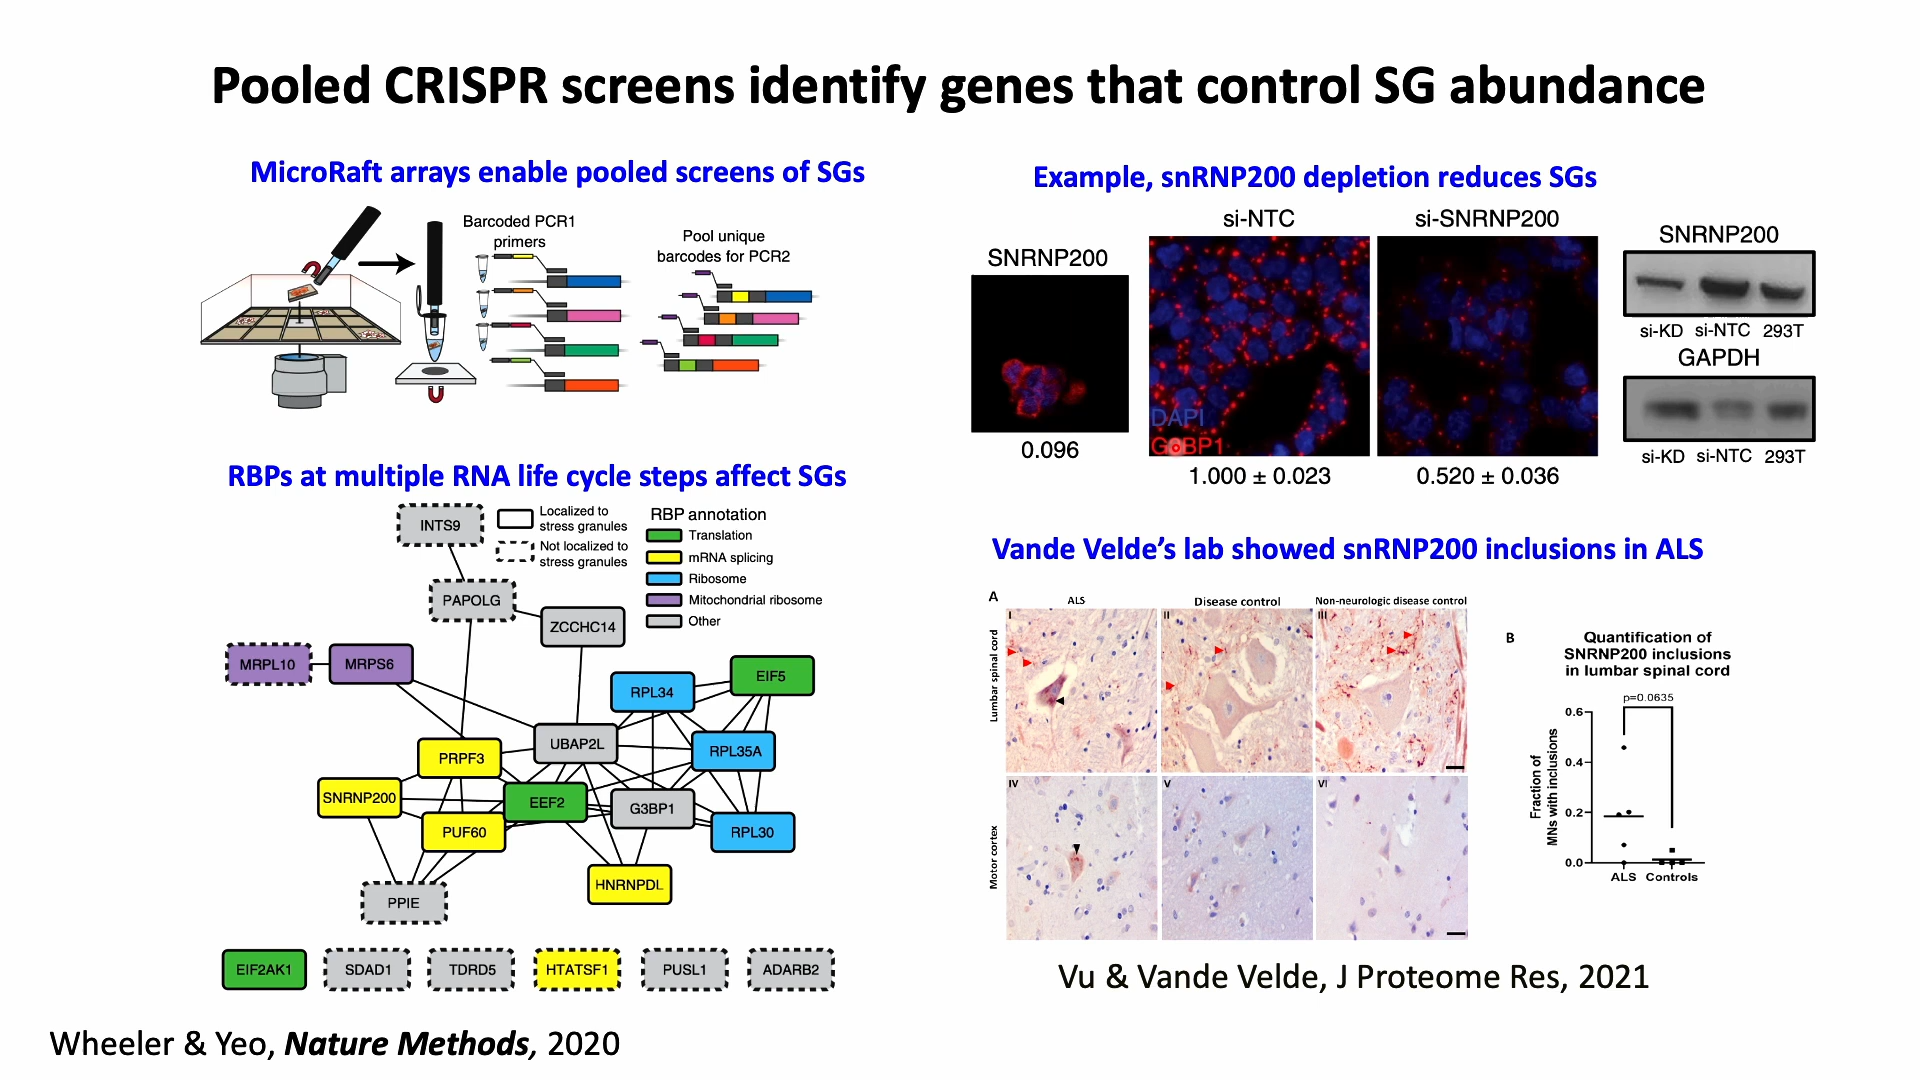 Pooled CRISPR screens identify genes that control SG abundance
MicroRaft arrays enable pooled screens of SGs
Barcoded PCR1
primers
Pool unique
barcodes for PCR2
RBPs at multiple RNA life cycle steps affect SGs
Localized to
stress granules
Not localized to
stress granules
RBP annotation
Translation
mRNA splicing
Ribosome
Mitochondrial ribosome
Other
INTS9
PAPOLG
ZCCHC14
MRPL10
MRPS6
RPL34
EIF5
PRPF3
UBAP2L
RPL35A
SNRNP200
EEF2
G3BP1
PUF60
RPL30
HNRNPDL
PPIE
EIF2AK1
SDAD1
TDRD5
HTATSF1
PUSL1
ADARB2
Wheeler & Yeo, Nature Methods, 2020
Example, snRNP200 depletion reduces SGs
SNRNP200
0.096
si-NTC
DAPI
G3BP1
1.000 ± 0.023
si-SNRNP200
0.520 ± 0.036
SNRNP200
si-KD si-NTC 293T
GAPDH
si-KD si-NTC 293T
Vande Velde’s lab showed snRNP200 inclusions in ALS
A
ALS
Disease control
Non-neurologic disease control
Lumbar spinal cord
I
II
III
Motor cortex
IV
V
VI
B
Quantification of
SNRNP200 inclusions
in lumbar spinal cord
p=0.0635
Fraction of
MNs with inclusions
0.6
0.4
0.2
0.0
ALS Controls
Vu & Vande Velde, J Proteome Res, 2021